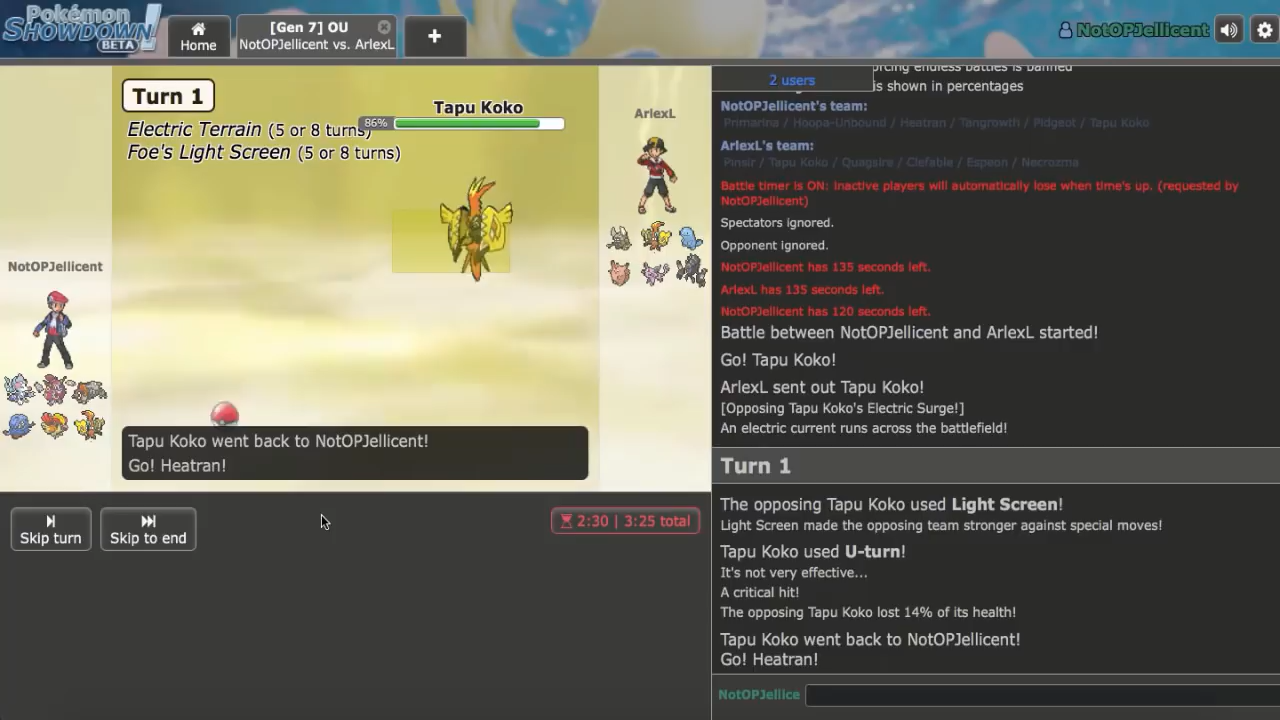 Pokémon
SHOWDOWN!
BETA
Home
[Gen 7] OU
NotOPJellicent vs. ArlexL
+
NotOPJellicent
Turn 1
Electric Terrain (5 or 8 turns)
Foe's Light Screen (5 or 8 turns)
Tapu Koko
86%
ArlexL
NotOPJellicent
Tapu Koko went back to NotOPJellicent!
Go! Heatran!
Skip turn
Skip to end
2:30 | 3:25 total
2 users
endless battles is banned
is shown in percentages
NotOPJellicent's team:
Primarina / Hoopa-Unbound / Heatran / Tangrowth / Pidgeot / Tapu Koko
ArlexL's team:
Pinsir / Tapu Koko / Quagsire / Clefable / Espeon / Necrozma
Battle timer is ON: inactive players will automatically lose when time's up. (requested by
NotOPJellicent)
Spectators ignored.
Opponent ignored.
NotOPJellicent has 135 seconds left.
ArlexL has 135 seconds left.
NotOPJellicent has 120 seconds left.
Battle between NotOPJellicent and ArlexL started!
Go! Tapu Koko!
ArlexL sent out Tapu Koko!
[Opposing Tapu Koko's Electric Surge!]
An electric current runs across the battlefield!
Turn 1
The opposing Tapu Koko used Light Screen!
Light Screen made the opposing team stronger against special moves!
Tapu Koko used U-turn!
It's not very effective...
A critical hit!
The opposing Tapu Koko lost 14% of its health!
Tapu Koko went back to NotOPJellicent!
Go! Heatran!
NotOPJellice